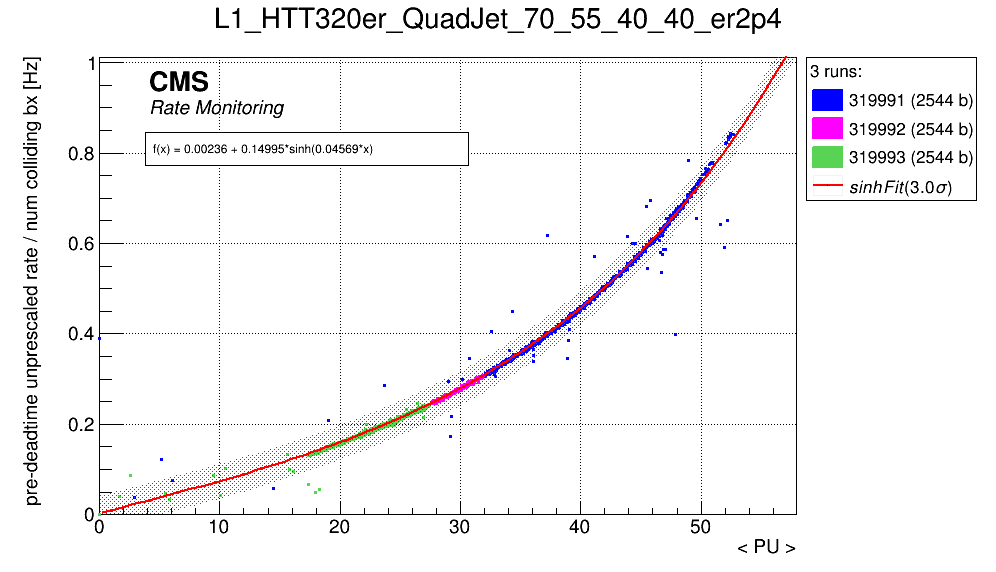 L1_HTT320er_QuadJet_70_55_40_40_er2p4
pre-deadtime unprescaled rate / num colliding bx [Hz]
1
0.8
0.6
0.4
0.2
0
CMS
Rate Monitoring
f(x) = 0.00236 + 0.14995*sinh(0.04569*x)
0 10 20 30 40 50
< PU >
3 runs:
319991 (2544 b)
319992 (2544 b)
319993 (2544 b)
sinhFit(3.0σ)